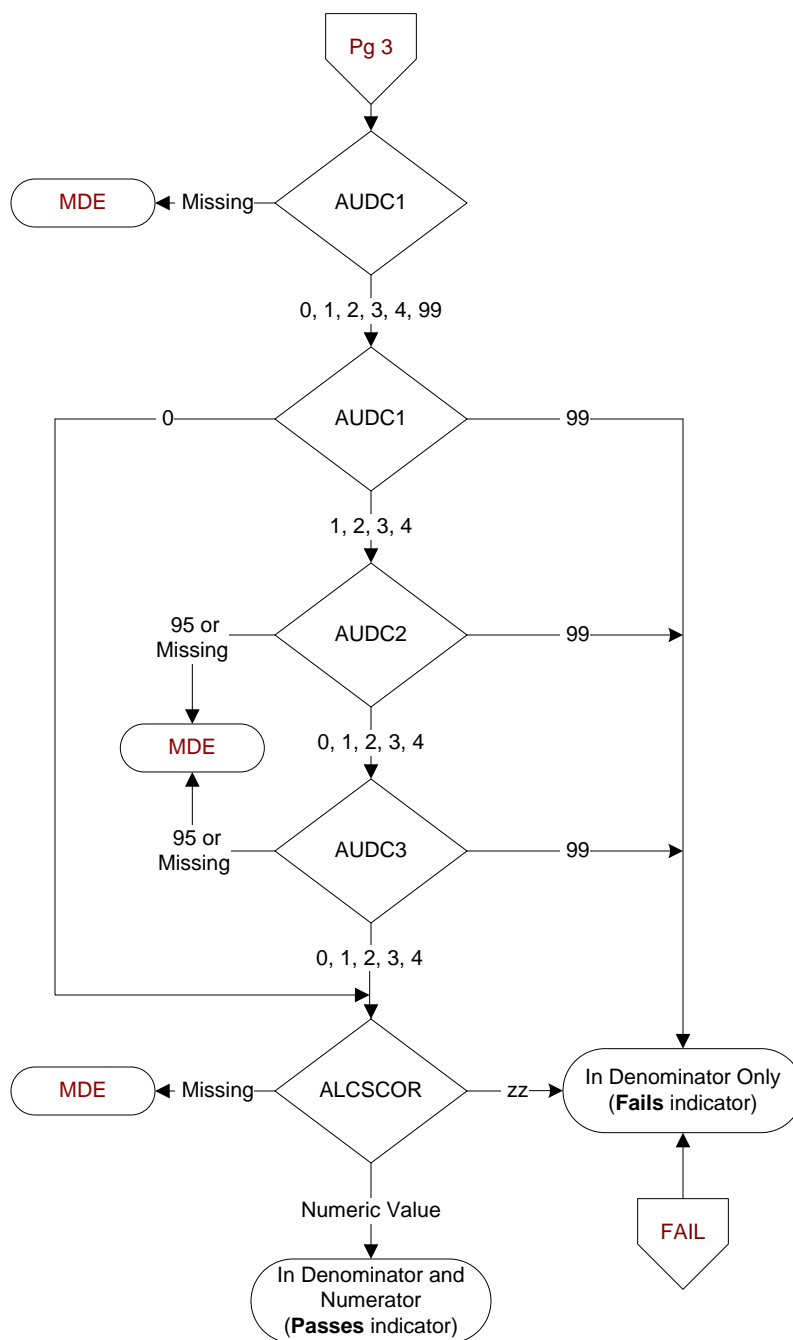 Pg 3
AUDC1
Missing
MDE
0, 1, 2, 3, 4, 99
0
AUDC1
99
1, 2, 3, 4
95 or
Missing
AUDC2
99
MDE
0, 1, 2, 3, 4
95 or
Missing
AUDC3
99
0, 1, 2, 3, 4
MDE
Missing
ALCSCOR
zz
In Denominator Only
(Fails indicator)
Numeric Value
FAIL
In Denominator and
Numerator
(Passes indicator)